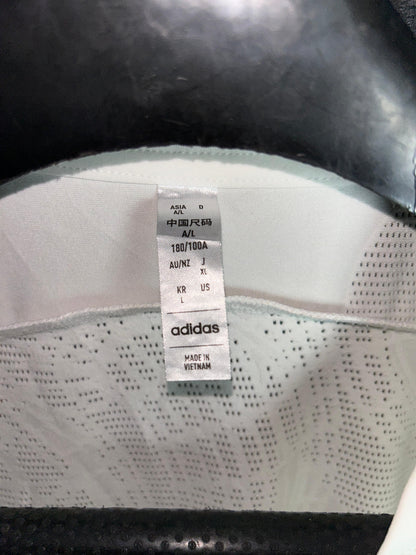 ASIA D
A/L
中国尺码
A/L
180/100A
AU/NZ J
XL
KR US
L
adidas
MADE IN
VIETNAM